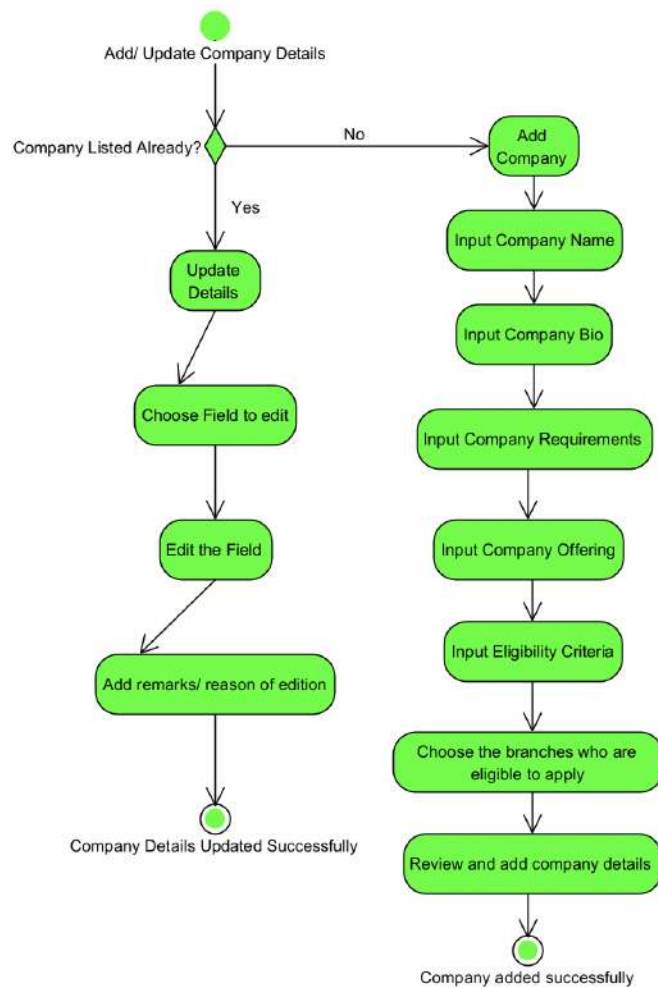 Add/ Update Company Details
Company Listed Already?
No
Yes
Update
Details
Choose Field to edit
Edit the Field
Add remarks/ reason of edition
Company Details Updated Successfully
Add
Company
Input Company Name
Input Company Bio
Input Company Requirements
Input Company Offering
Input Eligibility Criteria
Choose the branches who are
eligible to apply
Review and add company details
Company added successfully